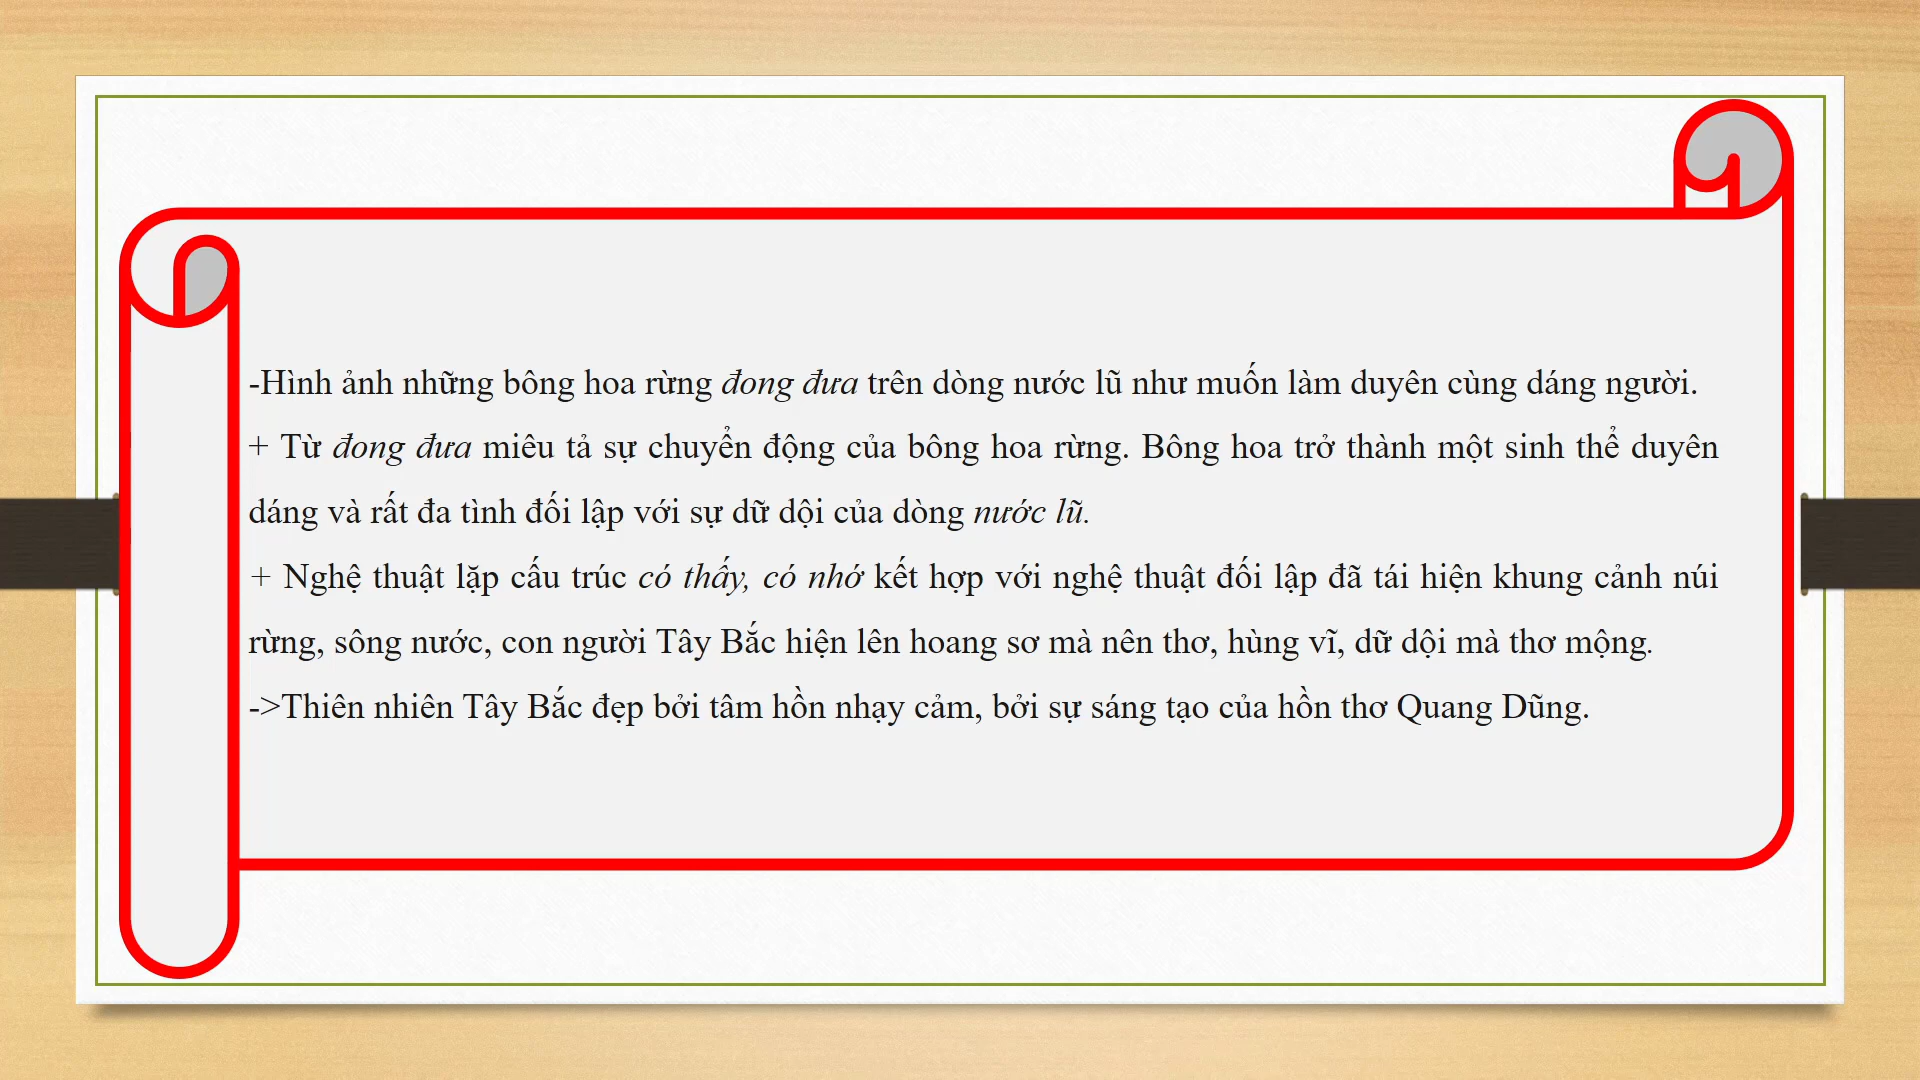 -Hình ảnh những bông hoa rừng đong đưa trên dòng nước lũ như muốn làm duyên cùng dáng người.
+ Từ đong đưa miêu tả sự chuyển động của bông hoa rừng. Bông hoa trở thành một sinh thể duyên
dáng và rất đa tình đối lập với sự dữ dội của dòng nước lũ.
+ Nghệ thuật lặp cấu trúc có thấy, có nhớ kết hợp với nghệ thuật đối lập đã tái hiện khung cảnh núi
rừng, sông nước, con người Tây Bắc hiện lên hoang sơ mà nên thơ, hùng vĩ, dữ dội mà thơ mộng.
->Thiên nhiên Tây Bắc đẹp bởi tâm hồn nhạy cảm, bởi sự sáng tạo của hồn thơ Quang Dũng.